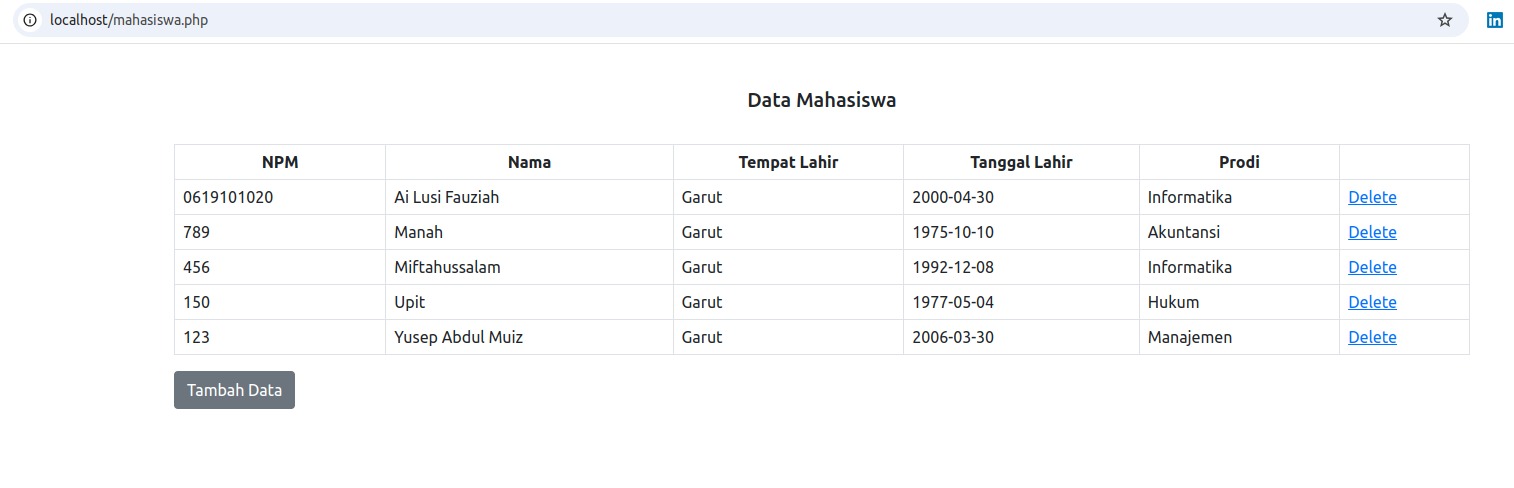 localhost/mahasiswa.php
in
Data Mahasiswa
NPM Nama Tempat Lahir Tanggal Lahir Prodi
0619101020 Ai Lusi Fauziah Garut 2000-04-30 Informatika Delete
789 Manah Garut 1975-10-10 Akuntansi Delete
456 Miftahussalam Garut 1992-12-08 Informatika Delete
150 Upit Garut 1977-05-04 Hukum Delete
123 Yusep Abdul Muiz Garut 2006-03-30 Manajemen Delete
Tambah Data